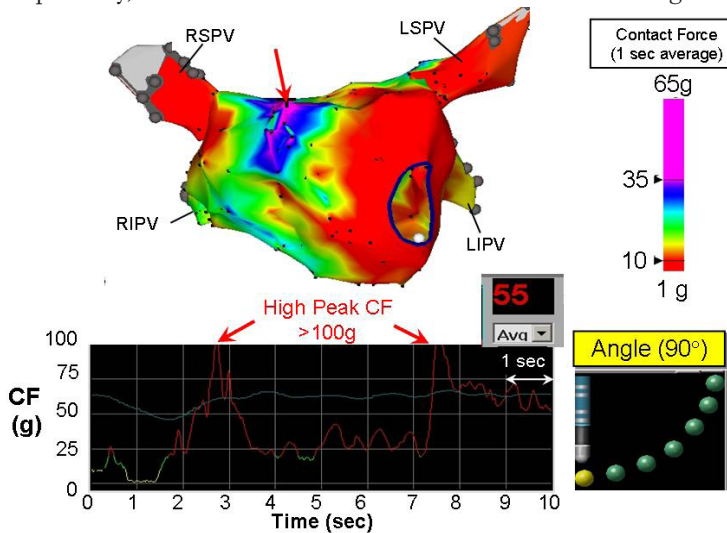 RSPV
LSPV
Contact Force
(1 sec average)
65g
35
10
1 g
RIPV
LIPV
High Peak CF
>100g
55
Avg
1 sec
Angle (90°)
CF
(g)
100
75
50
25
0
0 1 2 3 4 5 6 7 8 9 10
Time (sec)